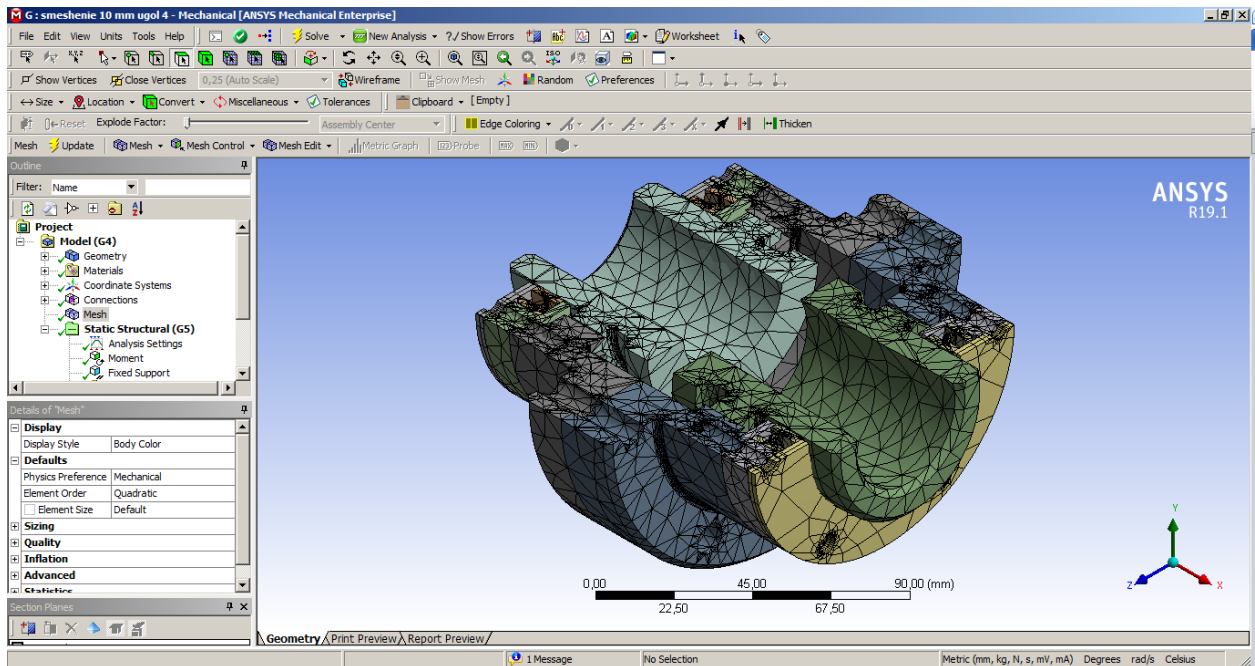 G : smeshenie 10 mm ugol 4 - Mechanical [ANSYS Mechanical Enterprise]
File Edit View Units Tools Help Solve New Analysis ?/ Show Errors Worksheet
Show Vertices Close Vertices 0,25 (Auto Scale) Wireframe Show Mesh Random Preferences
Size Location Convert Miscellaneous Tolerances Clipboard [Empty]
Reset Explode Factor: Assembly Center Edge Coloring Thicken
Mesh Update Mesh Mesh Control Mesh Edit Metric Graph Probe MAX MIN
Outline
Filter: Name
Project
Model (G4)
Geometry
Materials
Coordinate Systems
Connections
Mesh
Static Structural (G5)
Analysis Settings
Moment
Fixed Support
Details of "Mesh"
Display
Display Style Body Color
Defaults
Physics Preference Mechanical
Element Order Quadratic
Element Size Default
Sizing
Quality
Inflation
Advanced
Statistics
Section Planes
ANSYS
R19.1
0,00 45,00 90,00 (mm)
22,50 67,50
Y
Z X
Geometry Print Preview Report Preview
1 Message No Selection Metric (mm, kg, N, s, mV, mA) Degrees rad/s Celsius